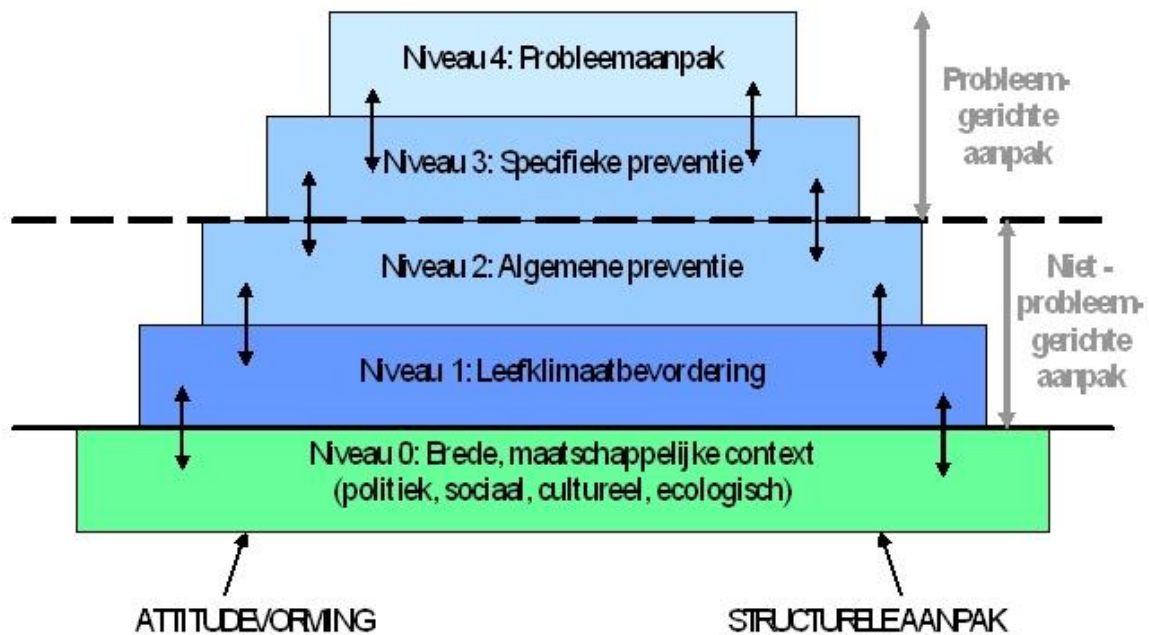 Niveau 4: Probleemaanpak
Niveau 3: Specifieke preventie
Niveau 2: Algemene preventie
Niveau 1: Leefklimaatbevordering
Niveau 0: Brede, maatschappelijke context
(politiek, sociaal, cultureel, ecologisch)
Probleem-
gerichte
aanpak
Niet -
probleem-
gerichte
aanpak
ATTITUDEVORMING
STRUCTURELE AANPAK